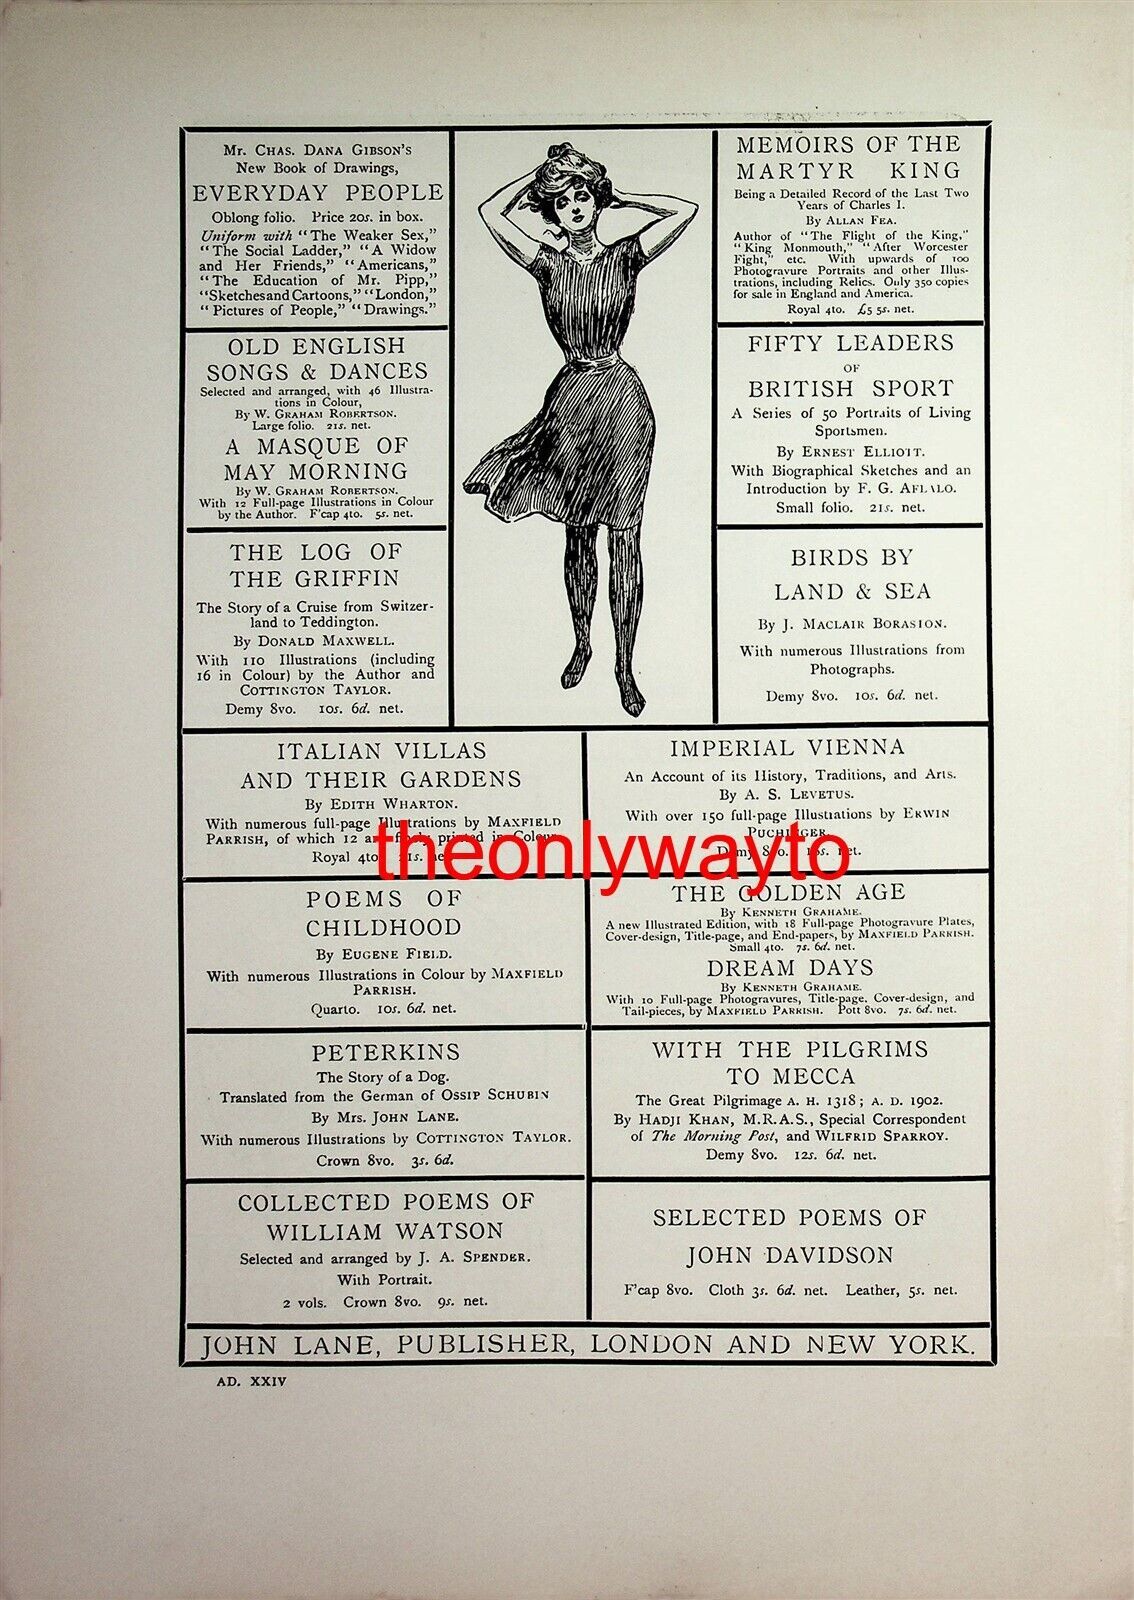 Mr. Chas. Dana Gibson's
New Book of Drawings,
EVERYDAY PEOPLE
Oblong folio. Price 20s. in box.
Uniform with "The Weaker Sex,"
"The Social Ladder," "A Widow
and Her Friends," "Americans,"
"The Education of Mr. Pipp,"
"Sketches and Cartoons," "London,"
"Pictures of People," "Drawings."
OLD ENGLISH
SONGS & DANCES
Selected and arranged, with 46 Illustra-
tions in Colour,
By W. Graham Robertson.
Large folio. 21s. net.
A MASQUE OF
MAY MORNING
By W. Graham Robertson.
With 12 Full-page Illustrations in Colour
by the Author. F'cap 4to. 5s. net.
THE LOG OF
THE GRIFFIN
The Story of a Cruise from Switzer-
land to Teddington.
By Donald Maxwell.
With 110 Illustrations (including
16 in Colour) by the Author and
Cottington Taylor.
Demy 8vo. 10s. 6d. net.
MEMOIRS OF THE
MARTYR KING
Being a Detailed Record of the Last Two
Years of Charles I.
By Allan Fea.
Author of "The Flight of the King,"
"King Monmouth," "After Worcester
Fight," etc. With upwards of 100
Photogravure Portraits and other Illus-
trations, including Relics. Only 350 copies
for sale in England and America.
Royal 4to. £5 5s. net.
FIFTY LEADERS
OF
BRITISH SPORT
A Series of 50 Portraits of Living
Sportsmen.
By Ernest Elliott.
With Biographical Sketches and an
Introduction by F. G. Aflalo.
Small folio. 21s. net.
BIRDS BY
LAND & SEA
By J. Maclair Borasion.
With numerous Illustrations from
Photographs.
Demy 8vo. 10s. 6d. net.
ITALIAN VILLAS
AND THEIR GARDENS
By Edith Wharton.
With numerous full-page Illustrations by Maxfield
Parrish, of which 12 are finely printed in Colour.
Royal 4to. 21s. net.
IMPERIAL VIENNA
An Account of its History, Traditions, and Arts.
By A. S. Levetus.
With over 150 full-page Illustrations by Erwin
Puchinger.
Demy 8vo. net.
theonlywayto
POEMS OF
CHILDHOOD
By Eugene Field.
With numerous Illustrations in Colour by Maxfield
Parrish.
Quarto. 10s. 6d. net.
THE GOLDEN AGE
By Kenneth Grahame.
A new Illustrated Edition, with 18 Full-page Photogravure Plates,
Cover-design, Title-page, and End-papers, by Maxfield Parrish.
Small 4to. 7s. 6d. net.
DREAM DAYS
By Kenneth Grahame.
With 10 Full-page Photogravures, Title-page, Cover-design, and
Tail-pieces, by Maxfield Parrish. Pott 8vo. 7s. 6d. net.
PETERKINS
The Story of a Dog.
Translated from the German of Ossip Schubin
By Mrs. John Lane.
With numerous Illustrations by Cottington Taylor.
Crown 8vo. 3s. 6d.
WITH THE PILGRIMS
TO MECCA
The Great Pilgrimage A. H. 1318; A. D. 1902.
By Hadji Khan, M.R.A.S., Special Correspondent
of The Morning Post, and Wilfrid Sparroy.
Demy 8vo. 12s. 6d. net.
COLLECTED POEMS OF
WILLIAM WATSON
Selected and arranged by J. A. Spender.
With Portrait.
2 vols. Crown 8vo. 9s. net.
SELECTED POEMS OF
JOHN DAVIDSON
F'cap 8vo. Cloth 3s. 6d. net. Leather, 5s. net.
JOHN LANE, PUBLISHER, LONDON AND NEW YORK.
AD. XXIV